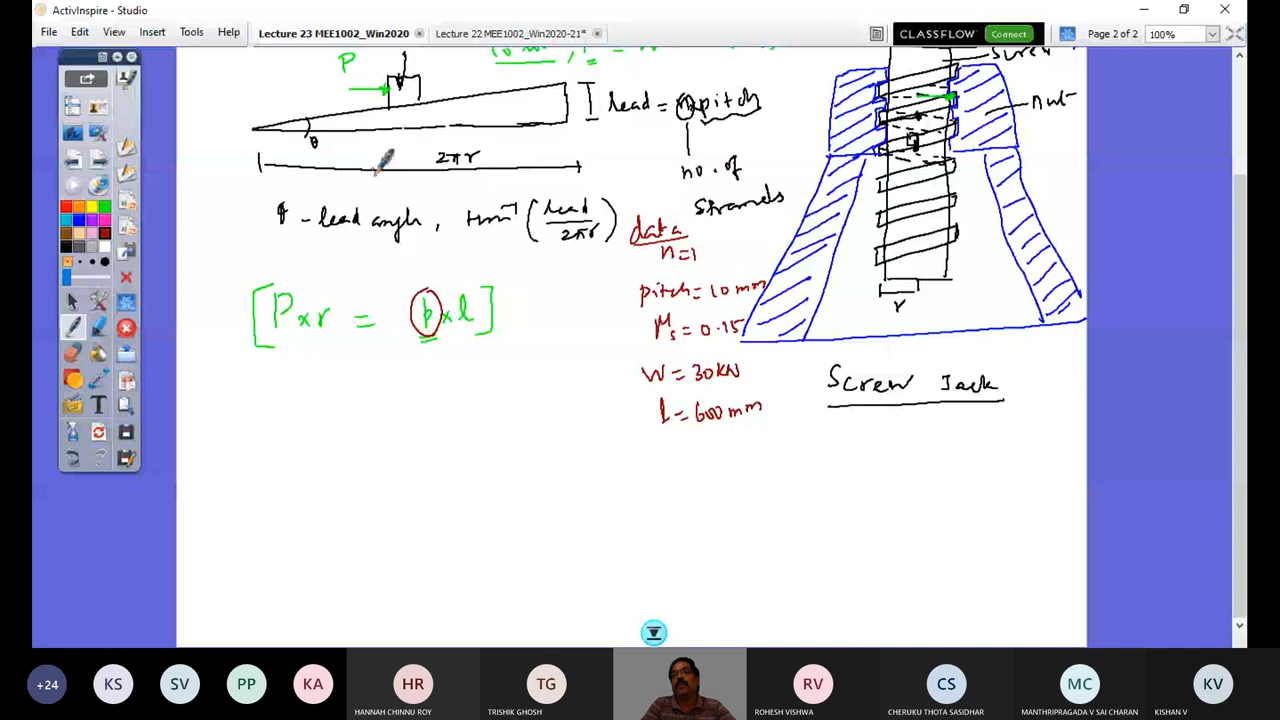 ActivInspire - Studio
File Edit View Insert Tools Help
Lecture 23 MEE1002_Win2020
Lecture 22 MEE1002_Win2020-21*
CLASSFLOW Connect
Page 2 of 2
100%
P
lead = n pitch
no. of
strands
θ
2πr
θ - lead angle, tan⁻¹ (lead / 2πr)
[P×r = p×l]
data
n=1
pitch = 10 mm
μs = 0.15
W = 30 kN
l = 600 mm
screw
nut
r
Screw Jack
+24
KS
SV
PP
KA
HR
HANNAH CHINNU ROY
TG
TRISHIK GHOSH
RV
ROHESH VISHWA
CS
CHERUKU THOTA SASIDHAR
MC
MANTHRIPRAGADA V SAI CHARAN
KV
KISHAN V